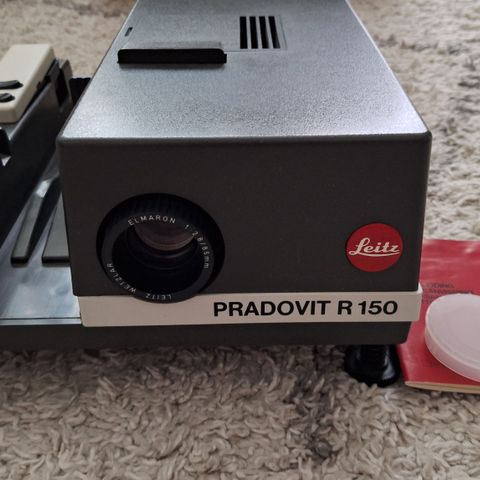 ELMARON 1:2,8/85mm
LEITZ WETZLAR
Leitz
PRADOVIT R 150